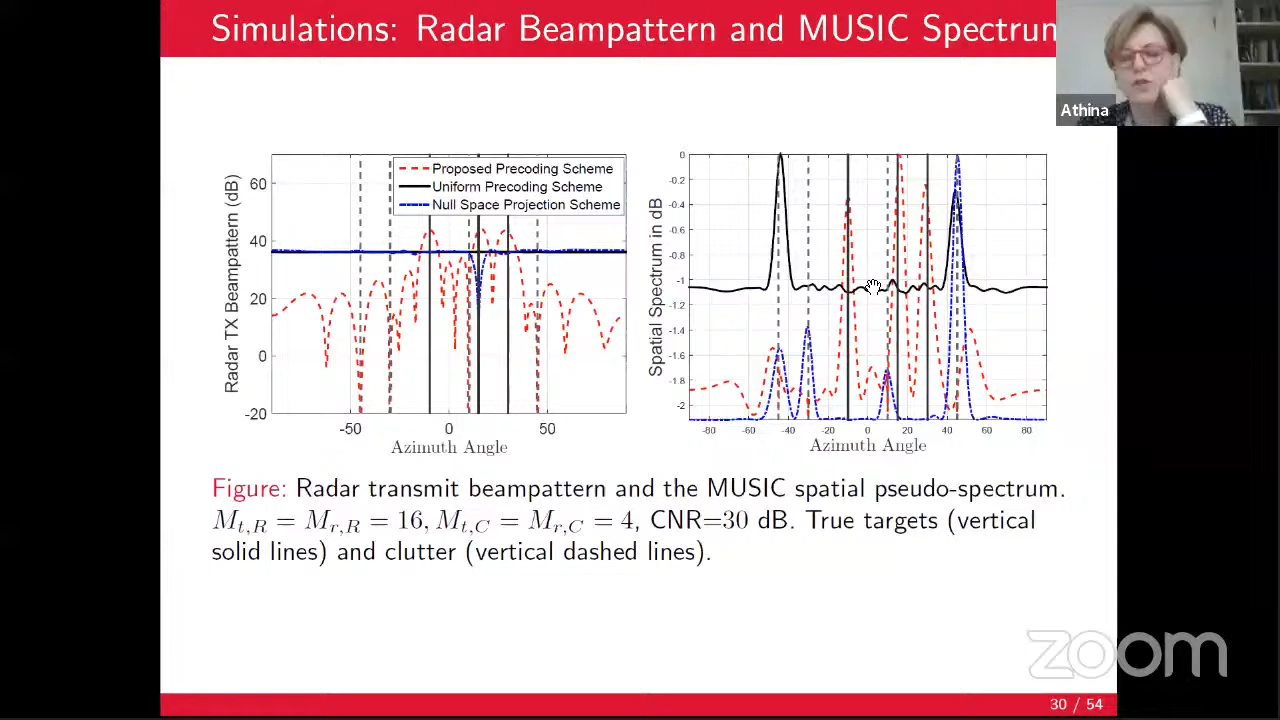 Simulations: Radar Beampattern and MUSIC Spectrum
Athina
Radar TX Beampattern (dB)
60
40
20
0
-20
-50
0
50
Azimuth Angle
Proposed Precoding Scheme
Uniform Precoding Scheme
Null Space Projection Scheme
Spatial Spectrum in dB
0
-0.2
-0.4
-0.6
-0.8
-1
-1.2
-1.4
-1.6
-1.8
-2
-80
-60
-40
-20
0
20
40
60
80
Azimuth Angle
Figure: Radar transmit beampattern and the MUSIC spatial pseudo-spectrum.
M_{t,R} = M_{r,R} = 16, M_{t,C} = M_{r,C} = 4, CNR=30 dB. True targets (vertical
solid lines) and clutter (vertical dashed lines).
zoom
30 / 54